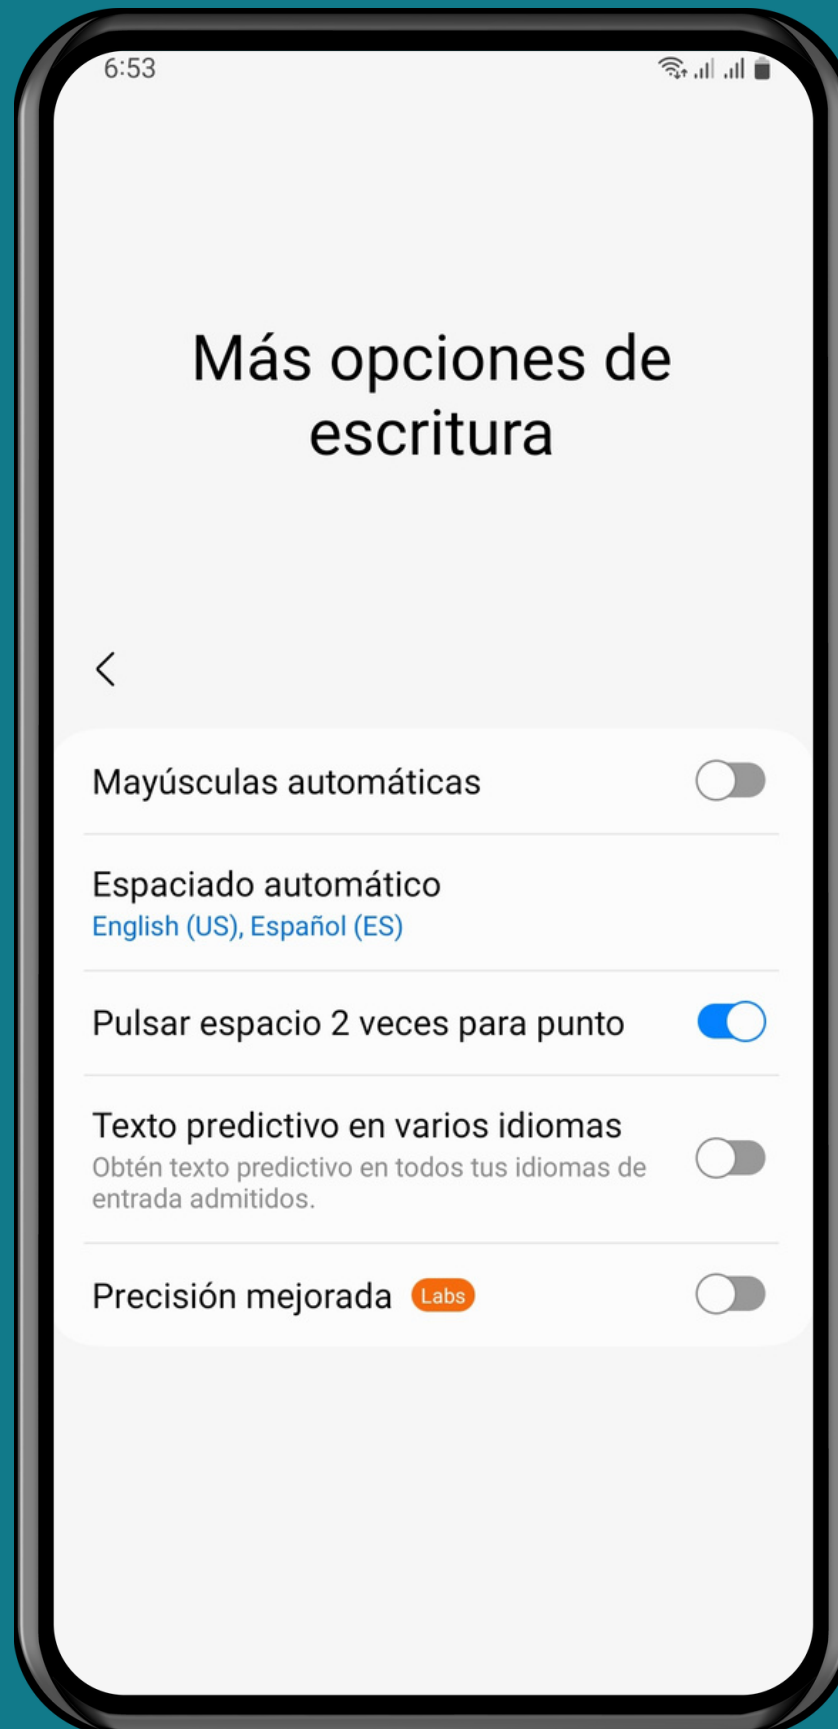 6:53
Más opciones de
escritura
Mayúsculas automáticas
Espaciado automático
English (US), Español (ES)
Pulsar espacio 2 veces para punto
Texto predictivo en varios idiomas
Obtén texto predictivo en todos tus idiomas de
entrada admitidos.
Precisión mejorada Labs